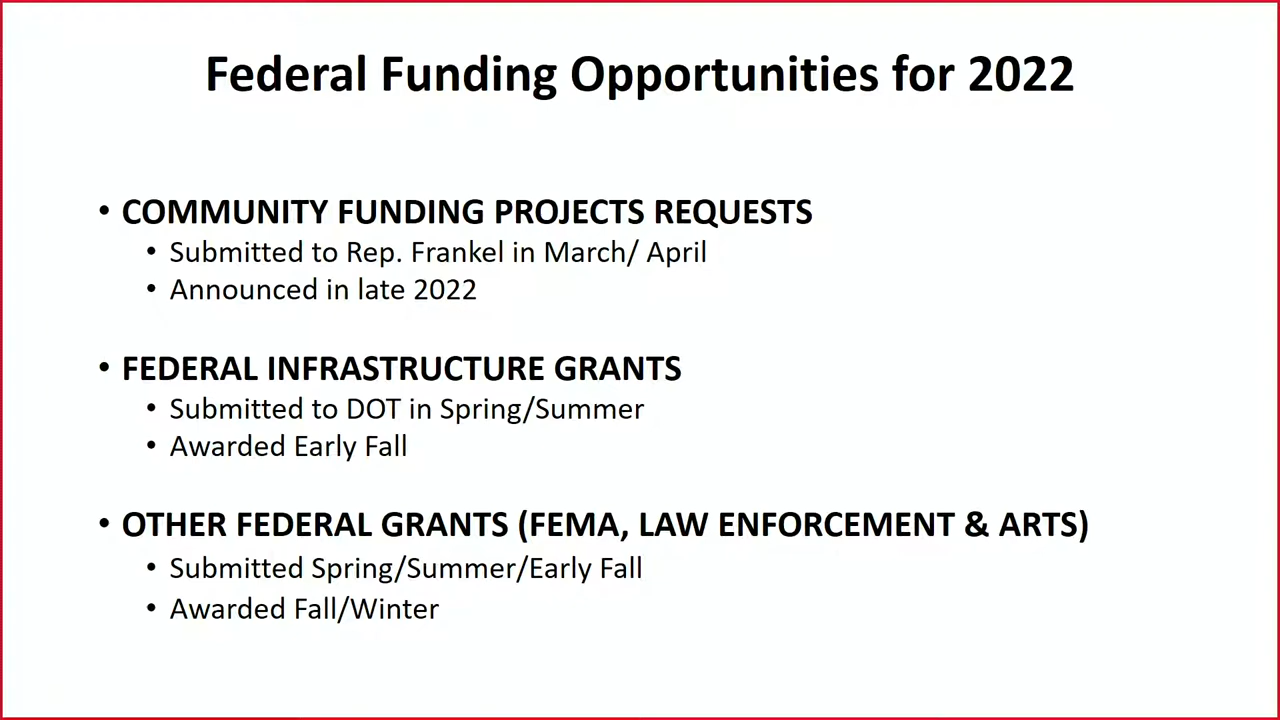 Federal Funding Opportunities for 2022
• COMMUNITY FUNDING PROJECTS REQUESTS
• Submitted to Rep. Frankel in March/ April
• Announced in late 2022
• FEDERAL INFRASTRUCTURE GRANTS
• Submitted to DOT in Spring/Summer
• Awarded Early Fall
• OTHER FEDERAL GRANTS (FEMA, LAW ENFORCEMENT & ARTS)
• Submitted Spring/Summer/Early Fall
• Awarded Fall/Winter